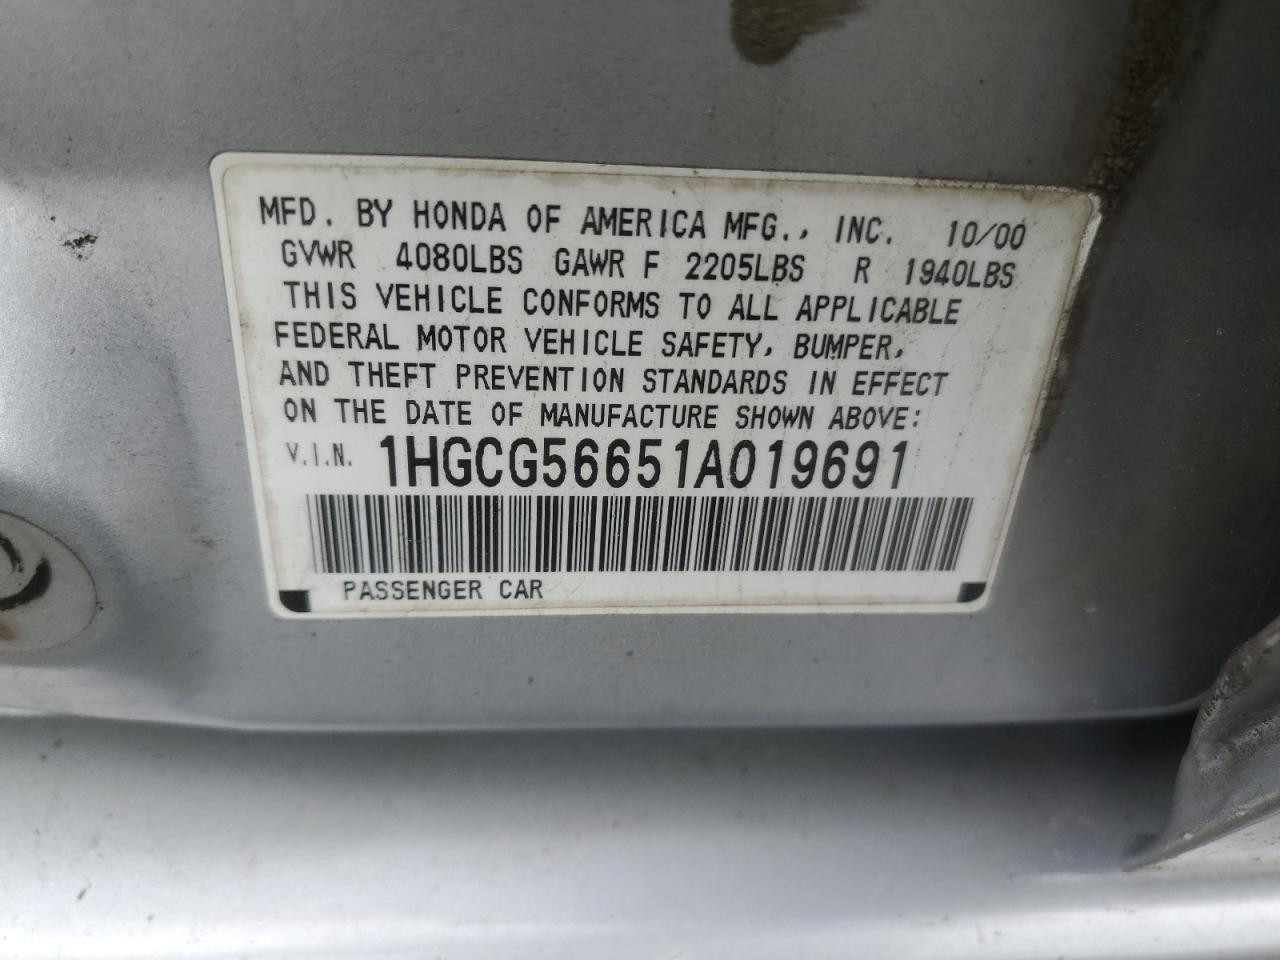 MFD. BY HONDA OF AMERICA MFG., INC. 10/00
GVWR 4080LBS GAWR F 2205LBS R 1940LBS
THIS VEHICLE CONFORMS TO ALL APPLICABLE
FEDERAL MOTOR VEHICLE SAFETY, BUMPER,
AND THEFT PREVENTION STANDARDS IN EFFECT
ON THE DATE OF MANUFACTURE SHOWN ABOVE:
V.I.N. 1HGCG56651A019691
PASSENGER CAR